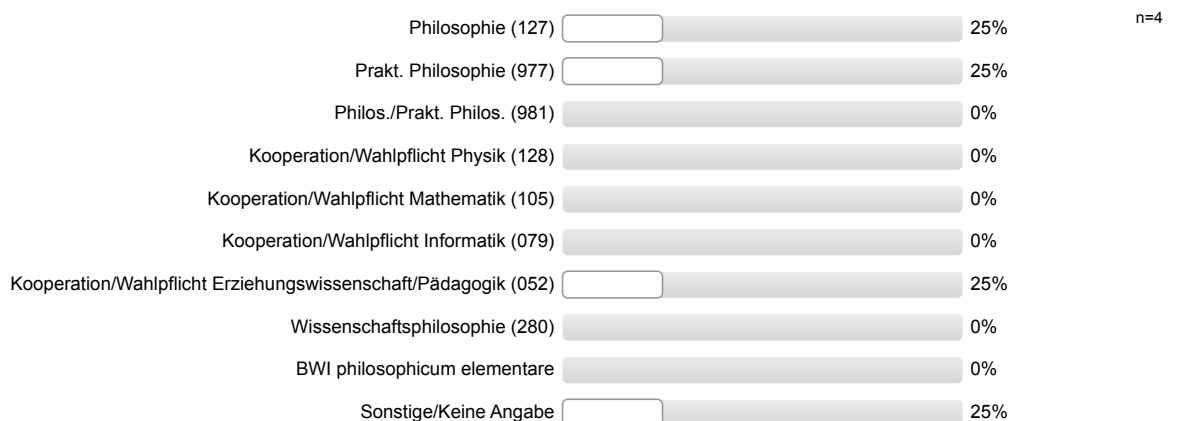 Philosophie (127) 25% n=4
Prakt. Philosophie (977) 25%
Philos./Prakt. Philos. (981) 0%
Kooperation/Wahlpflicht Physik (128) 0%
Kooperation/Wahlpflicht Mathematik (105) 0%
Kooperation/Wahlpflicht Informatik (079) 0%
Kooperation/Wahlpflicht Erziehungswissenschaft/Pädagogik (052) 25%
Wissenschaftsphilosophie (280) 0%
BWI philosophicum elementare 0%
Sonstige/Keine Angabe 25%